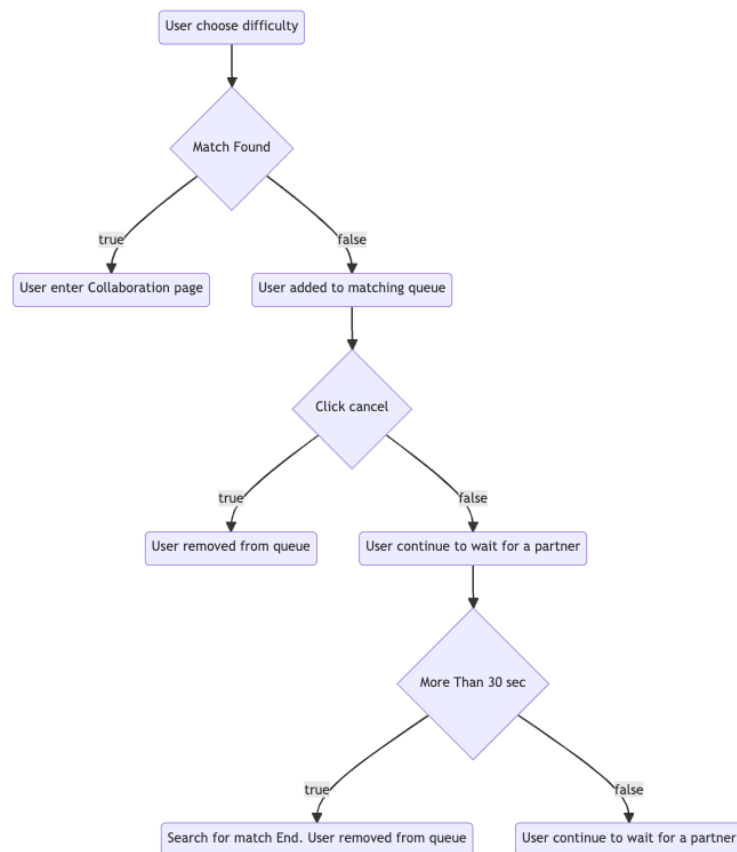 User choose difficulty
Match Found
true
false
User enter Collaboration page
User added to matching queue
Click cancel
true
false
User removed from queue
User continue to wait for a partner
More Than 30 sec
true
false
Search for match End. User removed from queue
User continue to wait for a partner